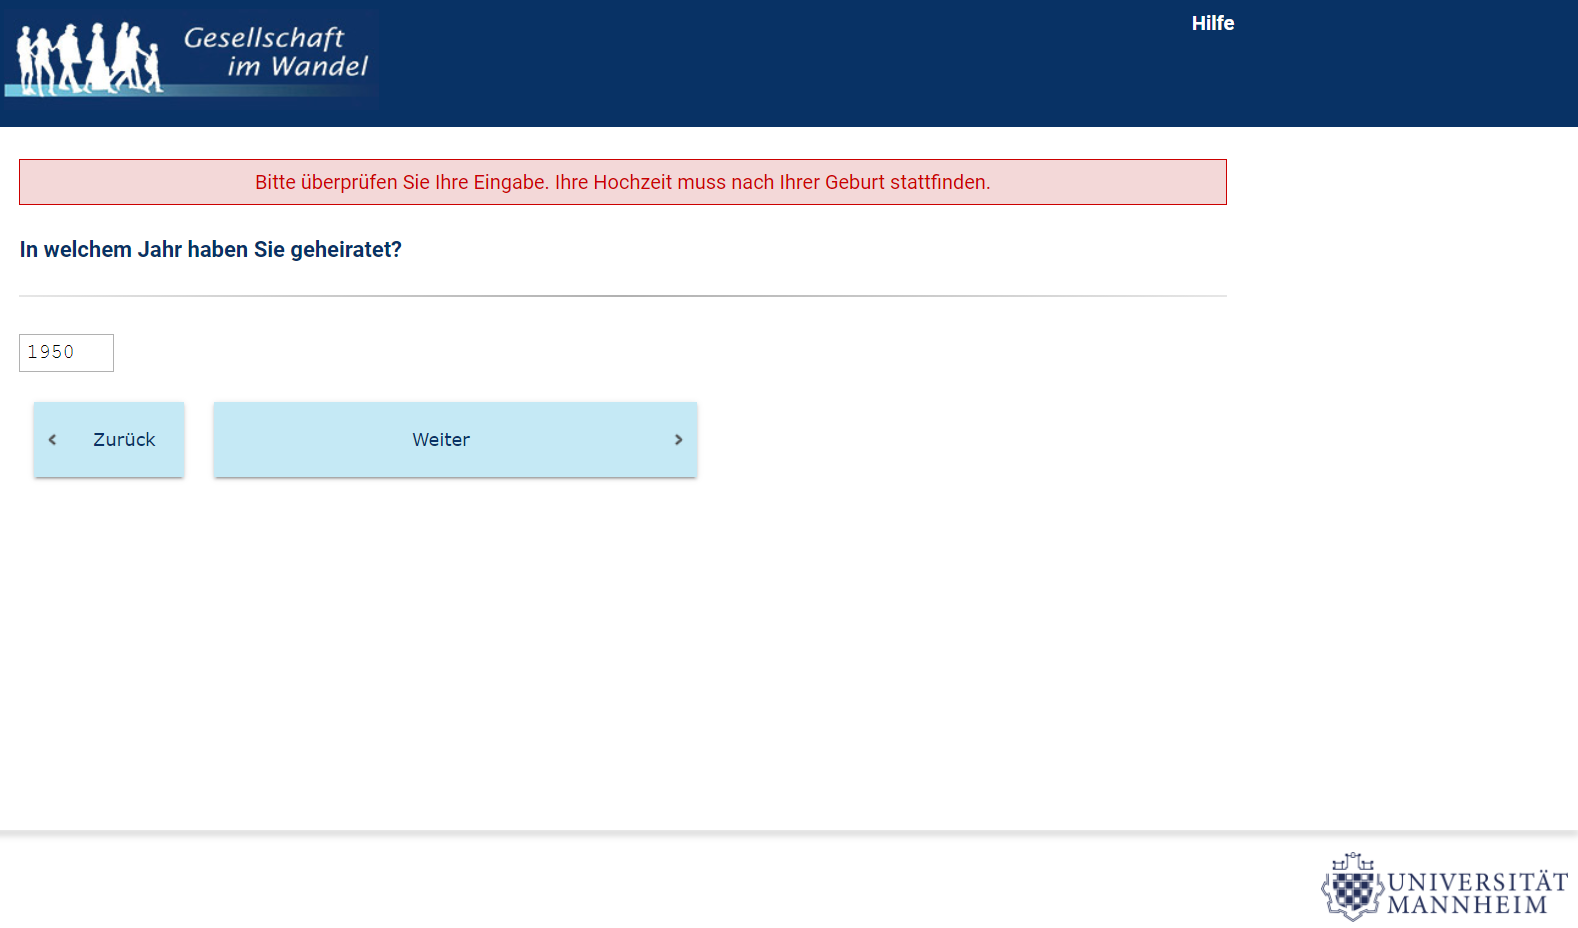 Gesellschaft
im Wandel
Hilfe
Bitte überprüfen Sie Ihre Eingabe. Ihre Hochzeit muss nach Ihrer Geburt stattfinden.
In welchem Jahr haben Sie geheiratet?
1950
Zurück
Weiter
UNIVERSITÄT
MANNHEIM